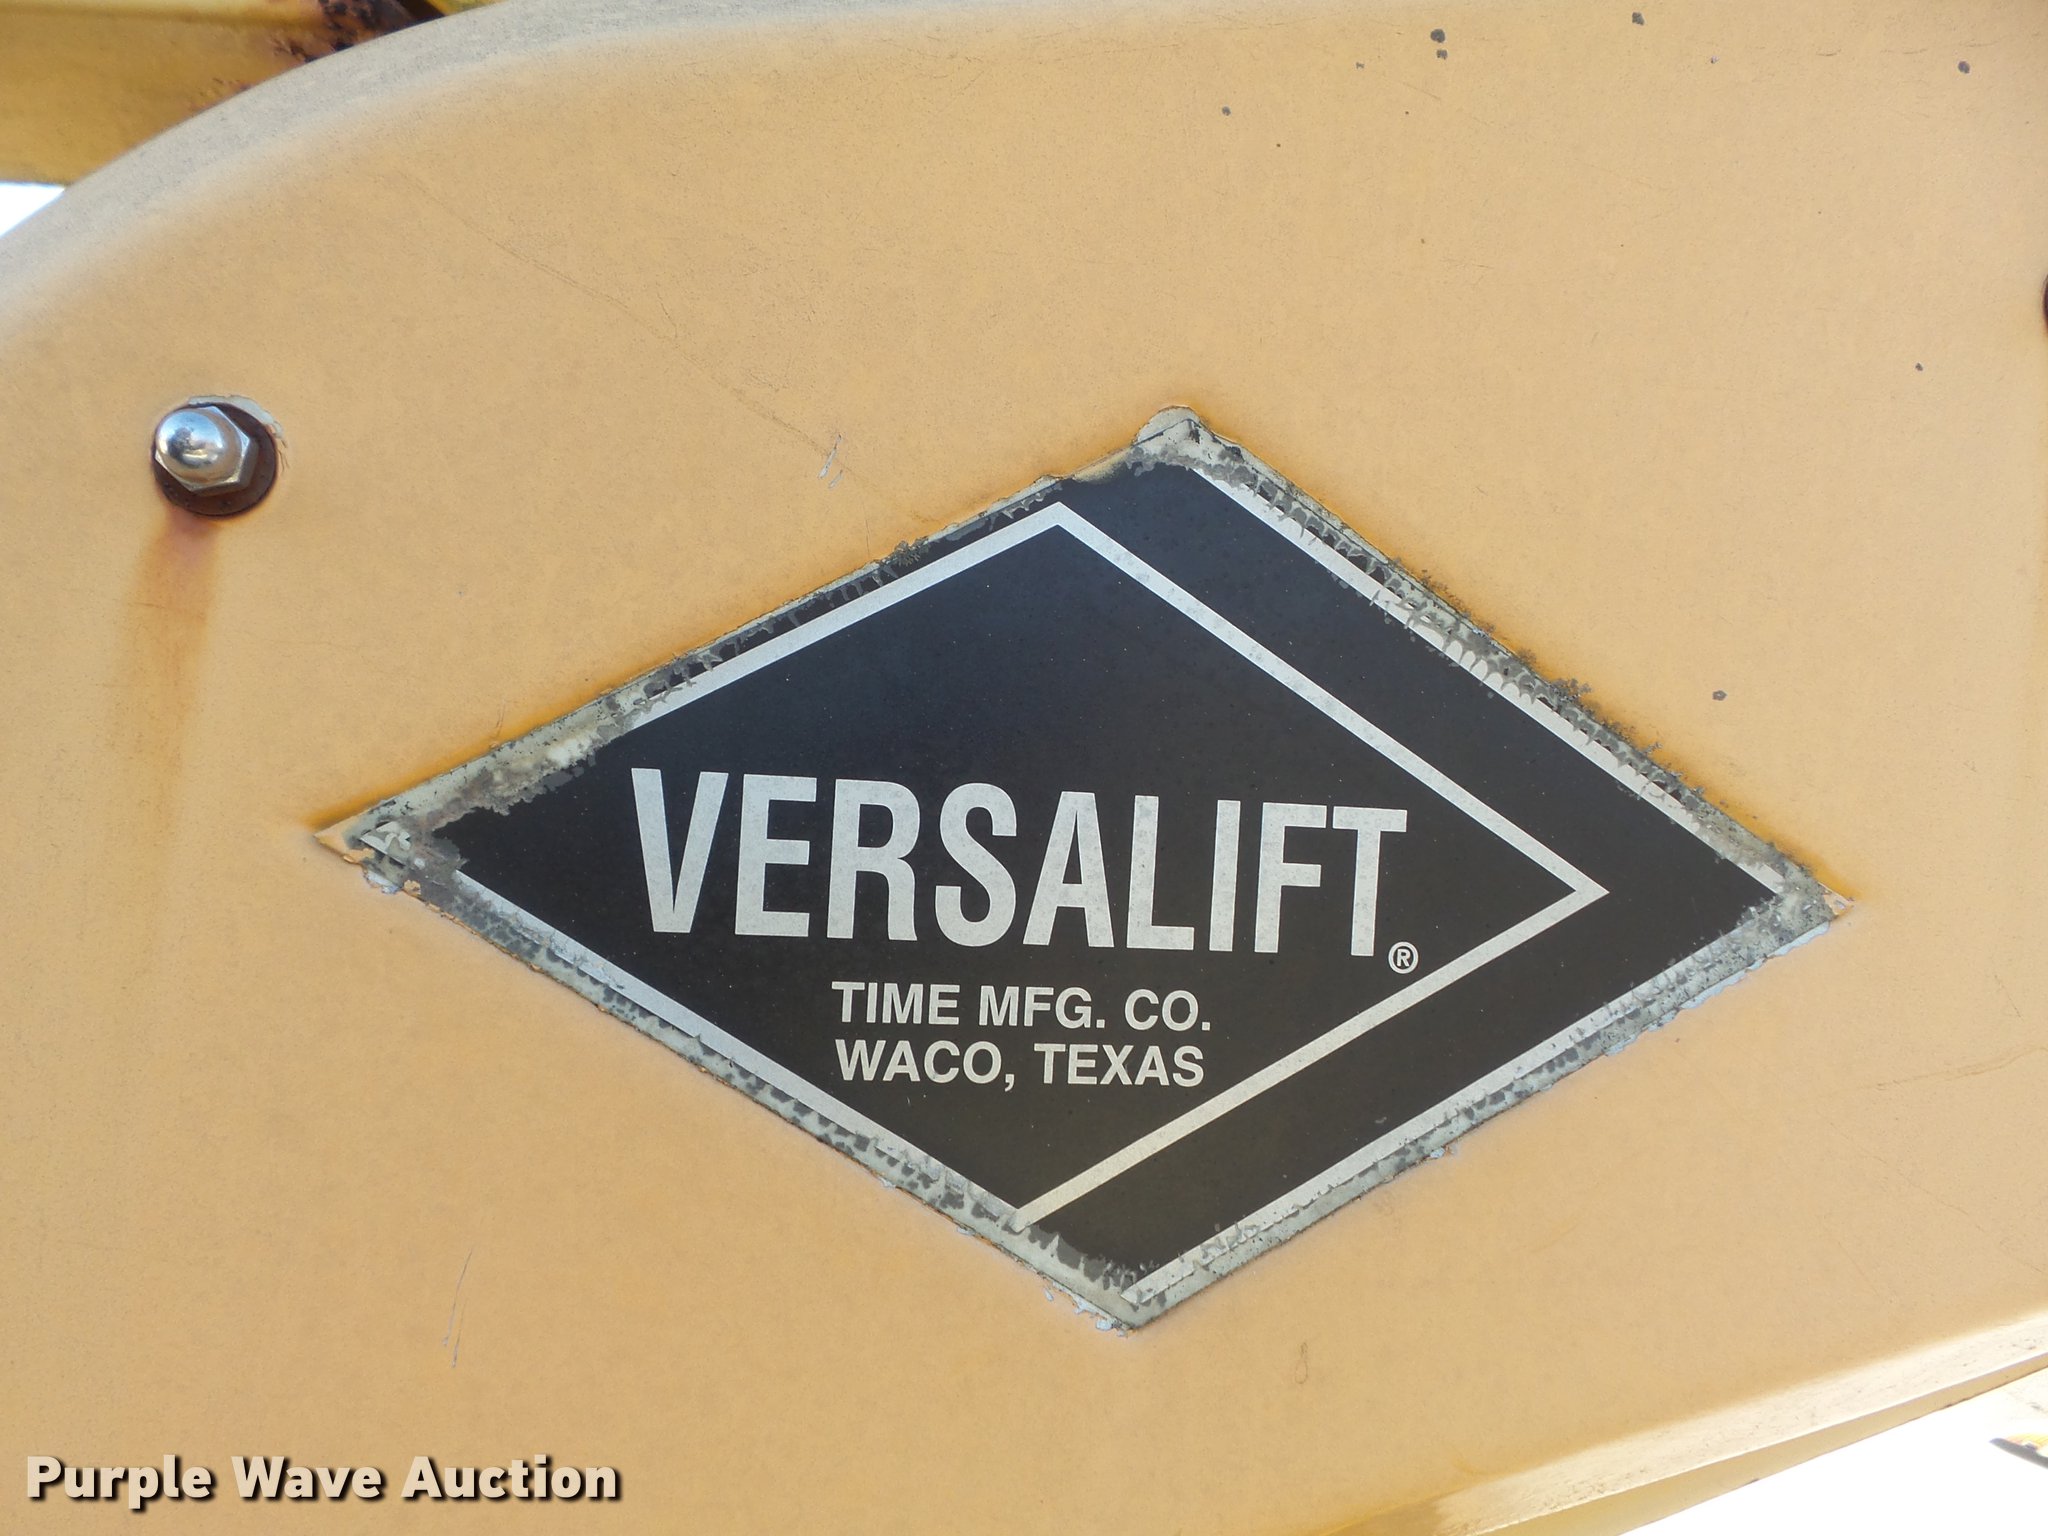 VERSALIFT®
TIME MFG. CO.
WACO, TEXAS
Purple Wave Auction